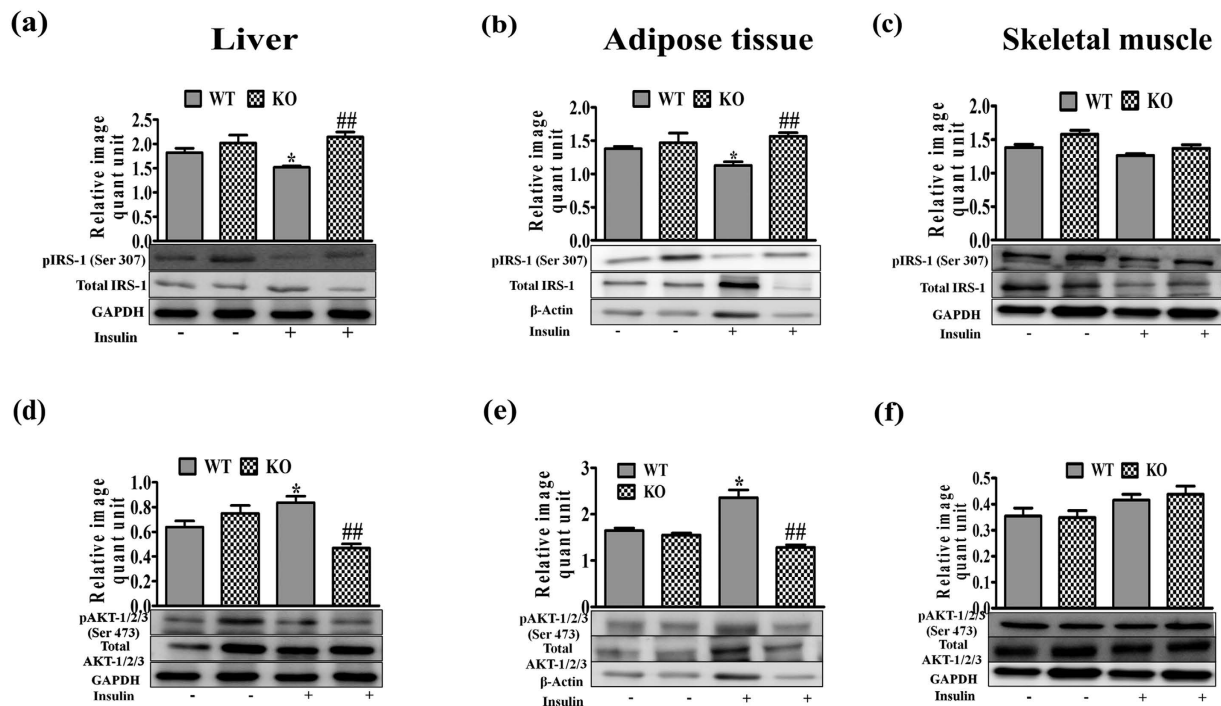 (a) Liver
WT KO
Relative image
quant unit
2.5
2.0
1.5
1.0
0.5
0.0
*
##
pIRS-1 (Ser 307)
Total IRS-1
GAPDH
Insulin - - + +
(b) Adipose tissue
WT KO
Relative image
quant unit
2.0
1.5
1.0
0.5
0.0
*
##
pIRS-1 (Ser 307)
Total IRS-1
β-Actin
Insulin - - + +
(c) Skeletal muscle
WT KO
Relative image
quant unit
2.0
1.5
1.0
0.5
0.0
pIRS-1 (Ser 307)
Total IRS-1
GAPDH
Insulin - - + +
(d)
WT KO
Relative image
quant unit
1.0
0.8
0.6
0.4
0.2
0.0
*
##
pAKT-1/2/3
(Ser 473)
Total
AKT-1/2/3
GAPDH
Insulin - - + +
(e)
WT
KO
Relative image
quant unit
3
2
1
0
*
##
pAKT-1/2/3
(Ser 473)
Total
AKT-1/2/3
β-Actin
Insulin - - + +
(f)
WT KO
Relative image
quant unit
0.5
0.4
0.3
0.2
0.1
0.0
pAKT-1/2/3
(Ser 473)
Total
AKT-1/2/3
GAPDH
Insulin - - + +